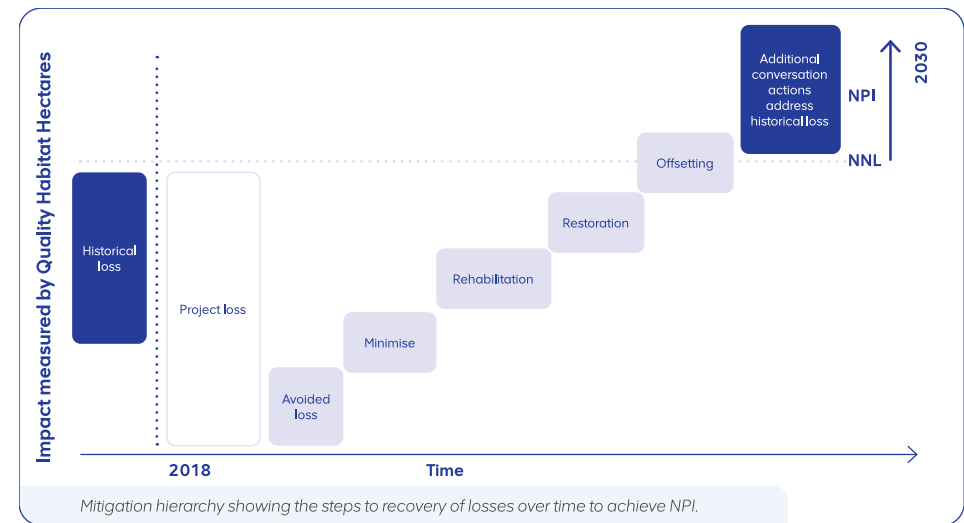 Impact measured by Quality Habitat Hectares
Historical
loss
Project loss
Avoided
loss
Minimise
Rehabilitation
Restoration
Offsetting
Additional
conversation
actions
address
historical loss
NPI
NNL
2030
2018
Time
Mitigation hierarchy showing the steps to recovery of losses over time to achieve NPI.